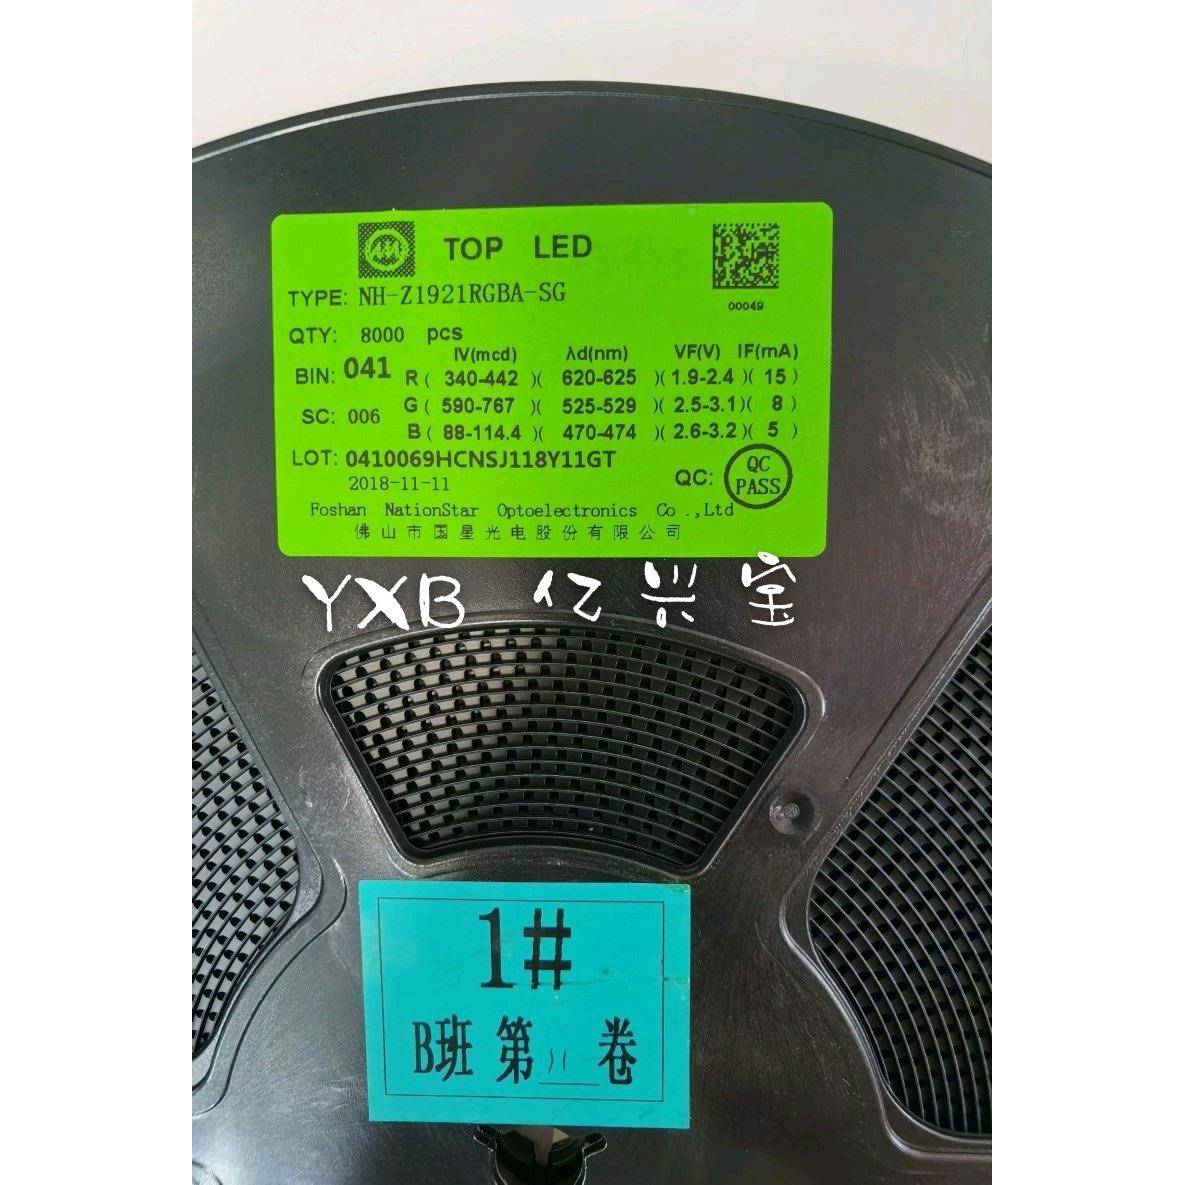 TOP LED
00049
TYPE: NH-Z1921RGBA-SG
QTY: 8000 pcs
IV(mcd) λd(nm) VF(V) IF(mA)
BIN: 041
R ( 340-442 )( 620-625 )( 1.9-2.4 )( 15 )
SC: 006
G ( 590-767 )( 525-529 )( 2.5-3.1 )( 8 )
B ( 88-114.4 )( 470-474 )( 2.6-3.2 )( 5 )
LOT: 0410069HCNSJ118Y11GT
2018-11-11
QC: QC PASS
Foshan NationStar Optoelectronics Co .,Ltd
佛山市国星光电股份有限公司
YXB 亿兴宝
1#
B班 第 卷